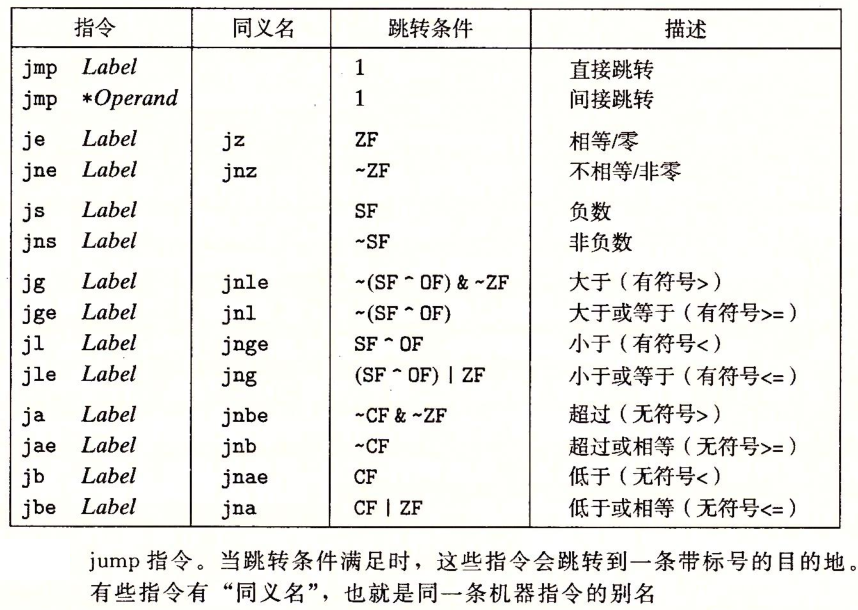 指令 同义名 跳转条件 描述
jmp Label 1 直接跳转
jmp *Operand 1 间接跳转
je Label jz ZF 相等/零
jne Label jnz ~ZF 不相等/非零
js Label SF 负数
jns Label ~SF 非负数
jg Label jnle ~(SF ^ OF) & ~ZF 大于（有符号>）
jge Label jnl ~(SF ^ OF) 大于或等于（有符号>=）
jl Label jnge SF ^ OF 小于（有符号<）
jle Label jng (SF ^ OF) | ZF 小于或等于（有符号<=）
ja Label jnbe ~CF & ~ZF 超过（无符号>）
jae Label jnb ~CF 超过或相等（无符号>=）
jb Label jnae CF 低于（无符号<）
jbe Label jna CF | ZF 低于或相等（无符号<=）
jump 指令。当跳转条件满足时，这些指令会跳转到一条带标号的目的地。
有些指令有“同义名”，也就是同一条机器指令的别名